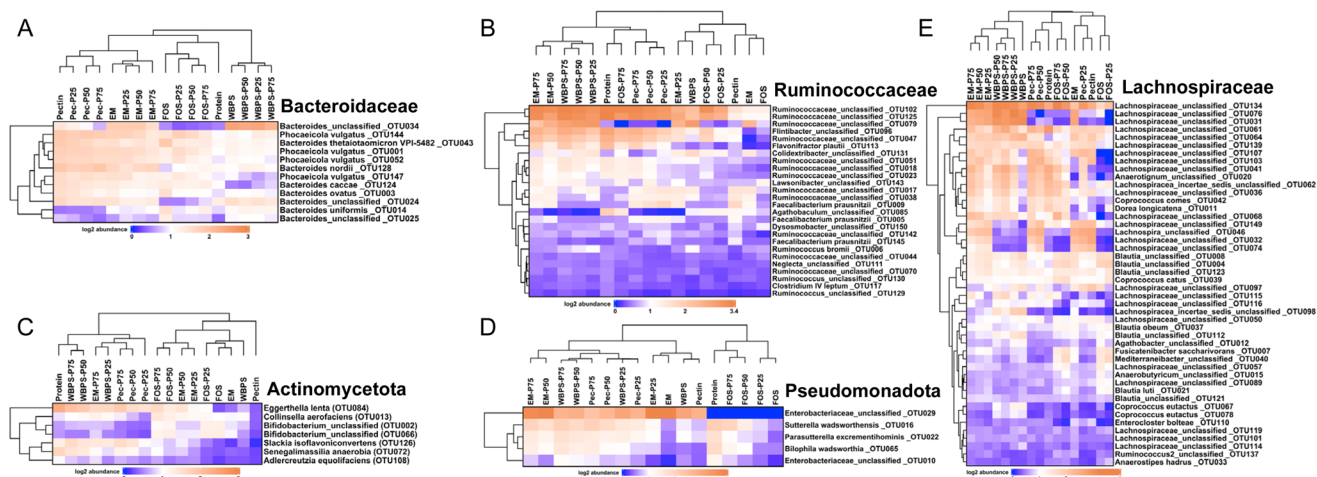 A
Pectin
Pec-P25
Pec-P50
Pec-P75
EM
EM-P25
EM-P50
EM-P75
FOS
FOS-P25
FOS-P50
FOS-P75
Protein
WBPS
WBPS-P50
WBPS-P25
WBPS-P75
Bacteroidaceae
Bacteroides_unclassified _OTU034
Phocaeicola vulgatus _OTU144
Bacteroides thetaiotaomicron VPI-5482 _OTU043
Phocaeicola vulgatus _OTU001
Phocaeicola vulgatus _OTU052
Bacteroides nordii _OTU128
Phocaeicola vulgatus _OTU147
Bacteroides caccae _OTU124
Bacteroides ovatus _OTU003
Bacteroides_unclassified _OTU024
Bacteroides uniformis _OTU014
Bacteroides_unclassified _OTU025
log2 abundance
0 1 2 3
B
EM-P75
EM-P50
WBPS-P75
WBPS-P50
WBPS-P25
Protein
FOS-P75
Pec-P75
Pec-P50
Pec-P25
EM-P25
WBPS
FOS-P50
FOS-P25
Pectin
EM
FOS
Ruminococcaceae
Ruminococcaceae_unclassified _OTU102
Ruminococcaceae_unclassified _OTU125
Ruminococcaceae_unclassified _OTU079
Flintibacter_unclassified _OTU096
Ruminococcaceae_unclassified _OTU047
Flavonifractor plautii _OTU113
Colidextribacter_unclassified _OTU131
Ruminococcaceae_unclassified _OTU051
Ruminococcaceae_unclassified _OTU018
Ruminococcaceae_unclassified _OTU023
Lawsonibacter_unclassified _OTU143
Ruminococcaceae_unclassified _OTU017
Ruminococcaceae_unclassified _OTU038
Faecalibacterium prausnitzii _OTU009
Agathobaculum_unclassified _OTU085
Faecalibacterium prausnitzii _OTU005
Dysosmobacter_unclassified _OTU150
Ruminococcaceae_unclassified _OTU142
Faecalibacterium prausnitzii _OTU145
Ruminococcus bromii _OTU006
Ruminococcaceae_unclassified _OTU044
Neglecta_unclassified _OTU111
Ruminococcaceae_unclassified _OTU070
Ruminococcus_unclassified _OTU130
Clostridium IV leptum _OTU117
Ruminococcus_unclassified _OTU129
log2 abundance
0 1 2 3.4
C
Protein
WBPS-P75
WBPS-P50
EM-P75
WBPS-P25
Pec-P75
Pec-P50
Pec-P25
FOS-P75
FOS-P50
EM-P50
EM-P25
FOS-P25
FOS
EM
WBPS
Pectin
Actinomycetota
Eggerthella lenta (OTU084)
Collinsella aerofaciens (OTU013)
Bifidobacterium_unclassified (OTU002)
Bifidobacterium_unclassified (OTU066)
Slackia isoflavoniconvertens (OTU126)
Senegalimassilia anaerobia (OTU072)
Adlercreutzia equolifaciens (OTU108)
log2 abundance
D
EM-P75
EM-P50
WBPS-P75
WBPS-P50
Pec-P75
Pec-P50
WBPS-P25
Pec-P25
EM-P25
EM
WBPS
Pectin
Protein
FOS-P75
FOS-P50
FOS-P25
FOS
Pseudomonadota
Enterobacteriaceae_unclassified _OTU029
Sutterella wadsworthensis _OTU016
Parasutterella excrementihominis _OTU022
Bilophila wadsworthia _OTU065
Enterobacteriaceae_unclassified _OTU010
log2 abundance
E
EM-P75
EM-P50
EM-P25
WBPS-P50
WBPS-P75
WBPS-P25
WBPS
Pec-P75
Pec-P50
Protein
FOS-P75
FOS-P50
EM
Pec-P25
Pectin
FOS
FOS-P25
Lachnospiraceae
Lachnospiraceae_unclassified _OTU134
Lachnospiraceae_unclassified _OTU076
Lachnospiraceae_unclassified _OTU031
Lachnospiraceae_unclassified _OTU061
Lachnospiraceae_unclassified _OTU064
Lachnospiraceae_unclassified _OTU139
Lachnospiraceae_unclassified _OTU107
Lachnospiraceae_unclassified _OTU103
Lachnospiraceae_unclassified _OTU041
Anaerotignum_unclassified _OTU020
Lachnospiracea_incertae_sedis_unclassified _OTU062
Lachnospiraceae_unclassified _OTU036
Coprococcus comes _OTU042
Dorea longicatena _OTU011
Lachnospiraceae_unclassified _OTU068
Lachnospiraceae_unclassified _OTU149
Lachnospira_unclassified _OTU046
Lachnospiraceae_unclassified _OTU032
Lachnospiraceae_unclassified _OTU074
Blautia_unclassified _OTU008
Blautia_unclassified _OTU004
Blautia_unclassified _OTU123
Coprococcus catus _OTU039
Lachnospiraceae_unclassified _OTU097
Lachnospiraceae_unclassified _OTU115
Lachnospiraceae_unclassified _OTU116
Lachnospiracea_incertae_sedis_unclassified _OTU098
Lachnospiraceae_unclassified _OTU050
Blautia obeum _OTU037
Blautia_unclassified _OTU112
Agathobacter_unclassified _OTU012
Fusicatenibacter saccharivorans _OTU007
Mediterraneibacter_unclassified _OTU040
Lachnospiraceae_unclassified _OTU057
Anaerobutyricum_unclassified _OTU015
Lachnospiraceae_unclassified _OTU089
Blautia luti _OTU021
Blautia_unclassified _OTU121
Coprococcus eutactus _OTU067
Coprococcus eutactus _OTU078
Enterocloster bolteae _OTU110
Lachnospiraceae_unclassified _OTU119
Lachnospiraceae_unclassified _OTU101
Lachnospiraceae_unclassified _OTU114
Ruminococcus2_unclassified _OTU137
Anaerostipes hadrus _OTU033
log2 abundance